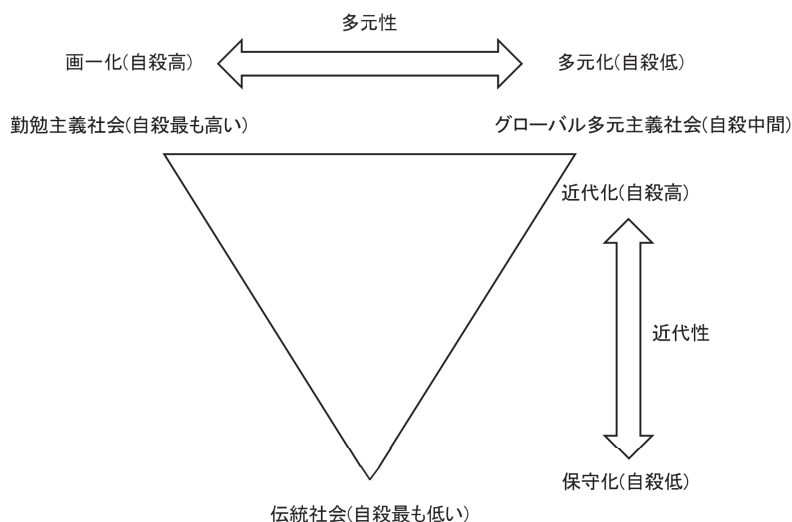 多元性
画一化(自殺高)
多元化(自殺低)
勤勉主義社会(自殺最も高い)
グローバル多元主義社会(自殺中間)
近代化(自殺高)
近代性
保守化(自殺低)
伝統社会(自殺最も低い)